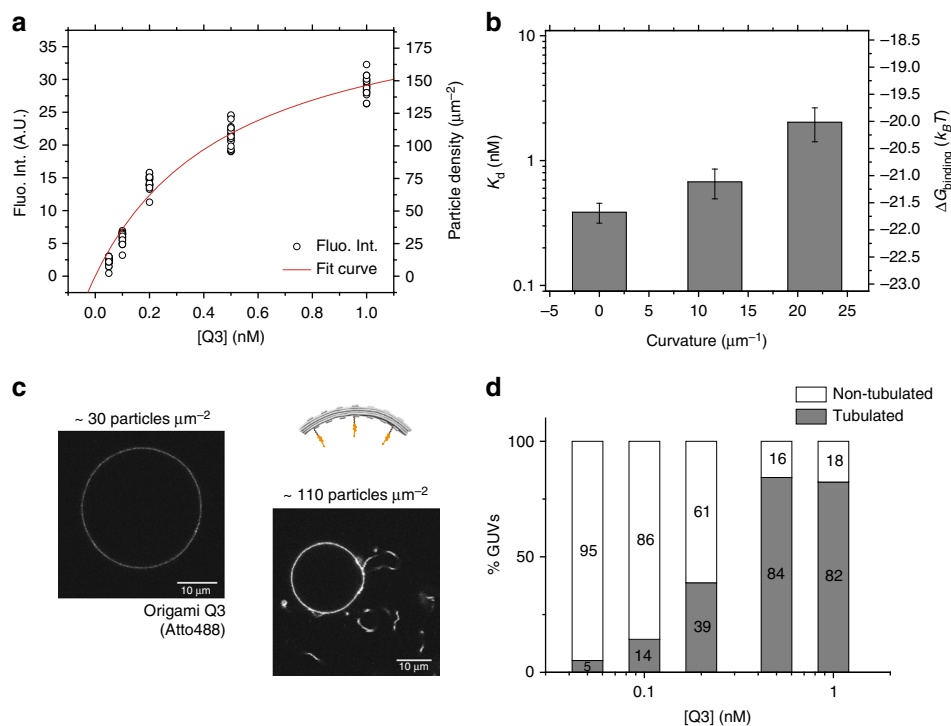 a
35
30
25
20
15
10
5
0
Fluo. Int. (A.U.)
175
150
125
100
75
50
25
0
Particle density (μm⁻²)
Fluo. Int.
Fit curve
0.0 0.2 0.4 0.6 0.8 1.0
[Q3] (nM)
b
10
1
0.1
K_d (nM)
−18.5
−19.0
−19.5
−20.0
−20.5
−21.0
−21.5
−22.0
−22.5
−23.0
ΔG_binding (k_BT)
−5 0 5 10 15 20 25
Curvature (μm⁻¹)
c
~ 30 particles μm⁻²
10 μm
Origami Q3
(Atto488)
~ 110 particles μm⁻²
10 μm
d
Non-tubulated
Tubulated
100
50
0
% GUVs
95 86 61 16 18
5 14 39 84 82
0.1 1
[Q3] (nM)